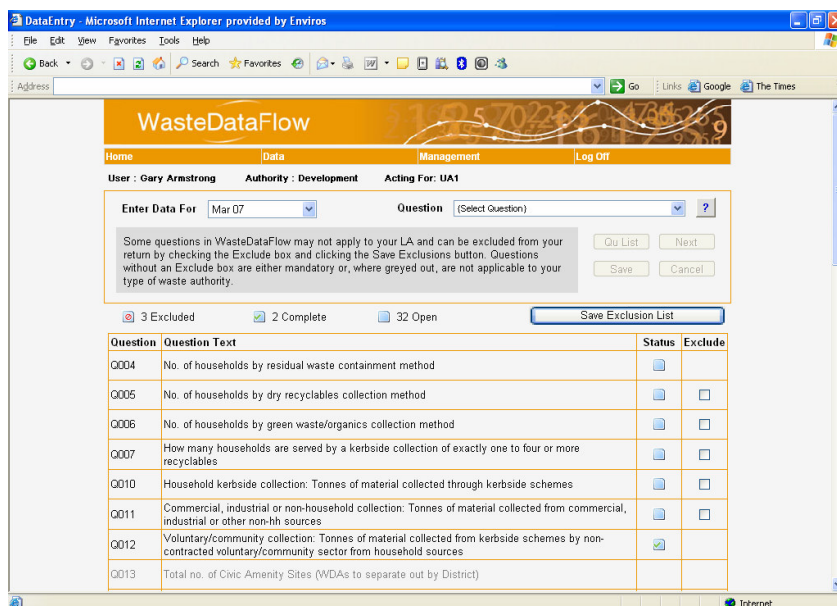 DataEntry - Microsoft Internet Explorer provided by Enviros
File Edit View Favorites Tools Help
Back Search Favorites
Address Go Links Google The Times
WasteDataFlow
Home Data Management Log Off
User : Gary Armstrong Authority : Development Acting For: UA1
Enter Data For Mar 07 Question (Select Question) ?
Some questions in WasteDataFlow may not apply to your LA and can be excluded from your
return by checking the Exclude box and clicking the Save Exclusions button. Questions
without an Exclude box are either mandatory or, where greyed out, are not applicable to your
type of waste authority.
Qu List Next
Save Cancel
3 Excluded 2 Complete 32 Open Save Exclusion List
Question Question Text Status Exclude
Q004 No. of households by residual waste containment method
Q005 No. of households by dry recyclables collection method
Q006 No. of households by green waste/organics collection method
Q007 How many households are served by a kerbside collection of exactly one to four or more
recyclables
Q010 Household kerbside collection: Tonnes of material collected through kerbside schemes
Q011 Commercial, industrial or non-household collection: Tonnes of material collected from commercial,
industrial or other non-hh sources
Q012 Voluntary/community collection: Tonnes of material collected from kerbside schemes by non-
contracted voluntary/community sector from household sources
Q013 Total no. of Civic Amenity Sites (WDAs to separate out by District)
Internet